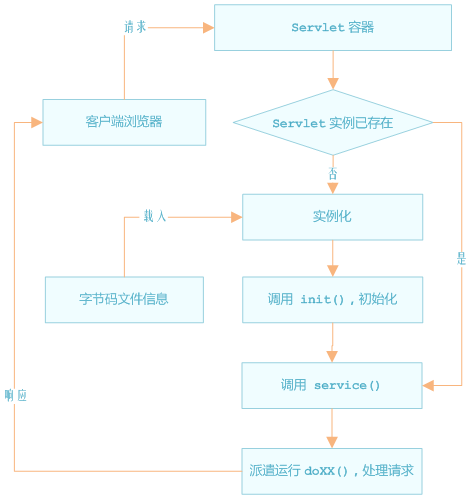 请求
Servlet 容器
客户端浏览器
Servlet 实例已存在
否
载入
实例化
是
字节码文件信息
调用 init()，初始化
调用 service()
响应
派遣运行 doXX()，处理请求